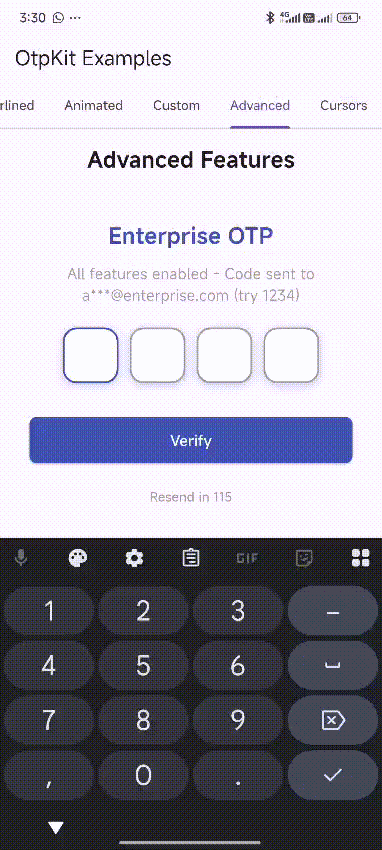 3:30
4G
64
OtpKit Examples
rlined Animated Custom Advanced Cursors
Advanced Features
Enterprise OTP
All features enabled - Code sent to
a***@enterprise.com (try 1234)
Verify
Resend in 115
GIF
1 2 3 –
4 5 6
7 8 9
, 0 .